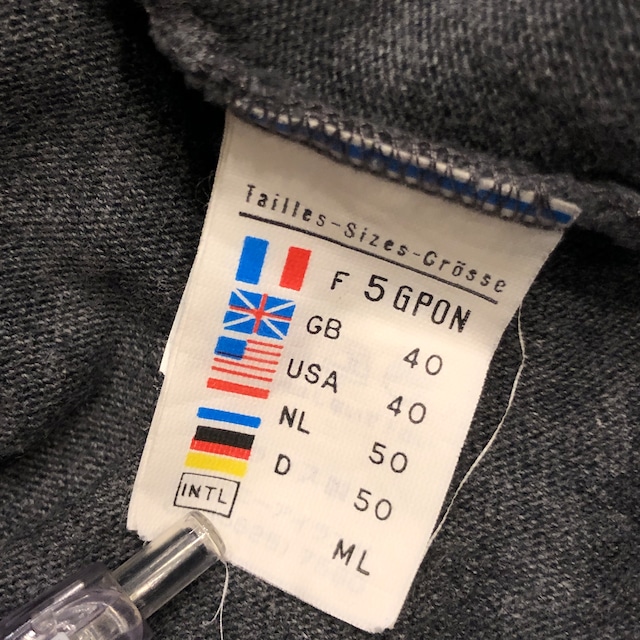 Tailles-Sizes-Grösse
F 5GPON
GB 40
USA 40
NL 50
D 50
INTL ML